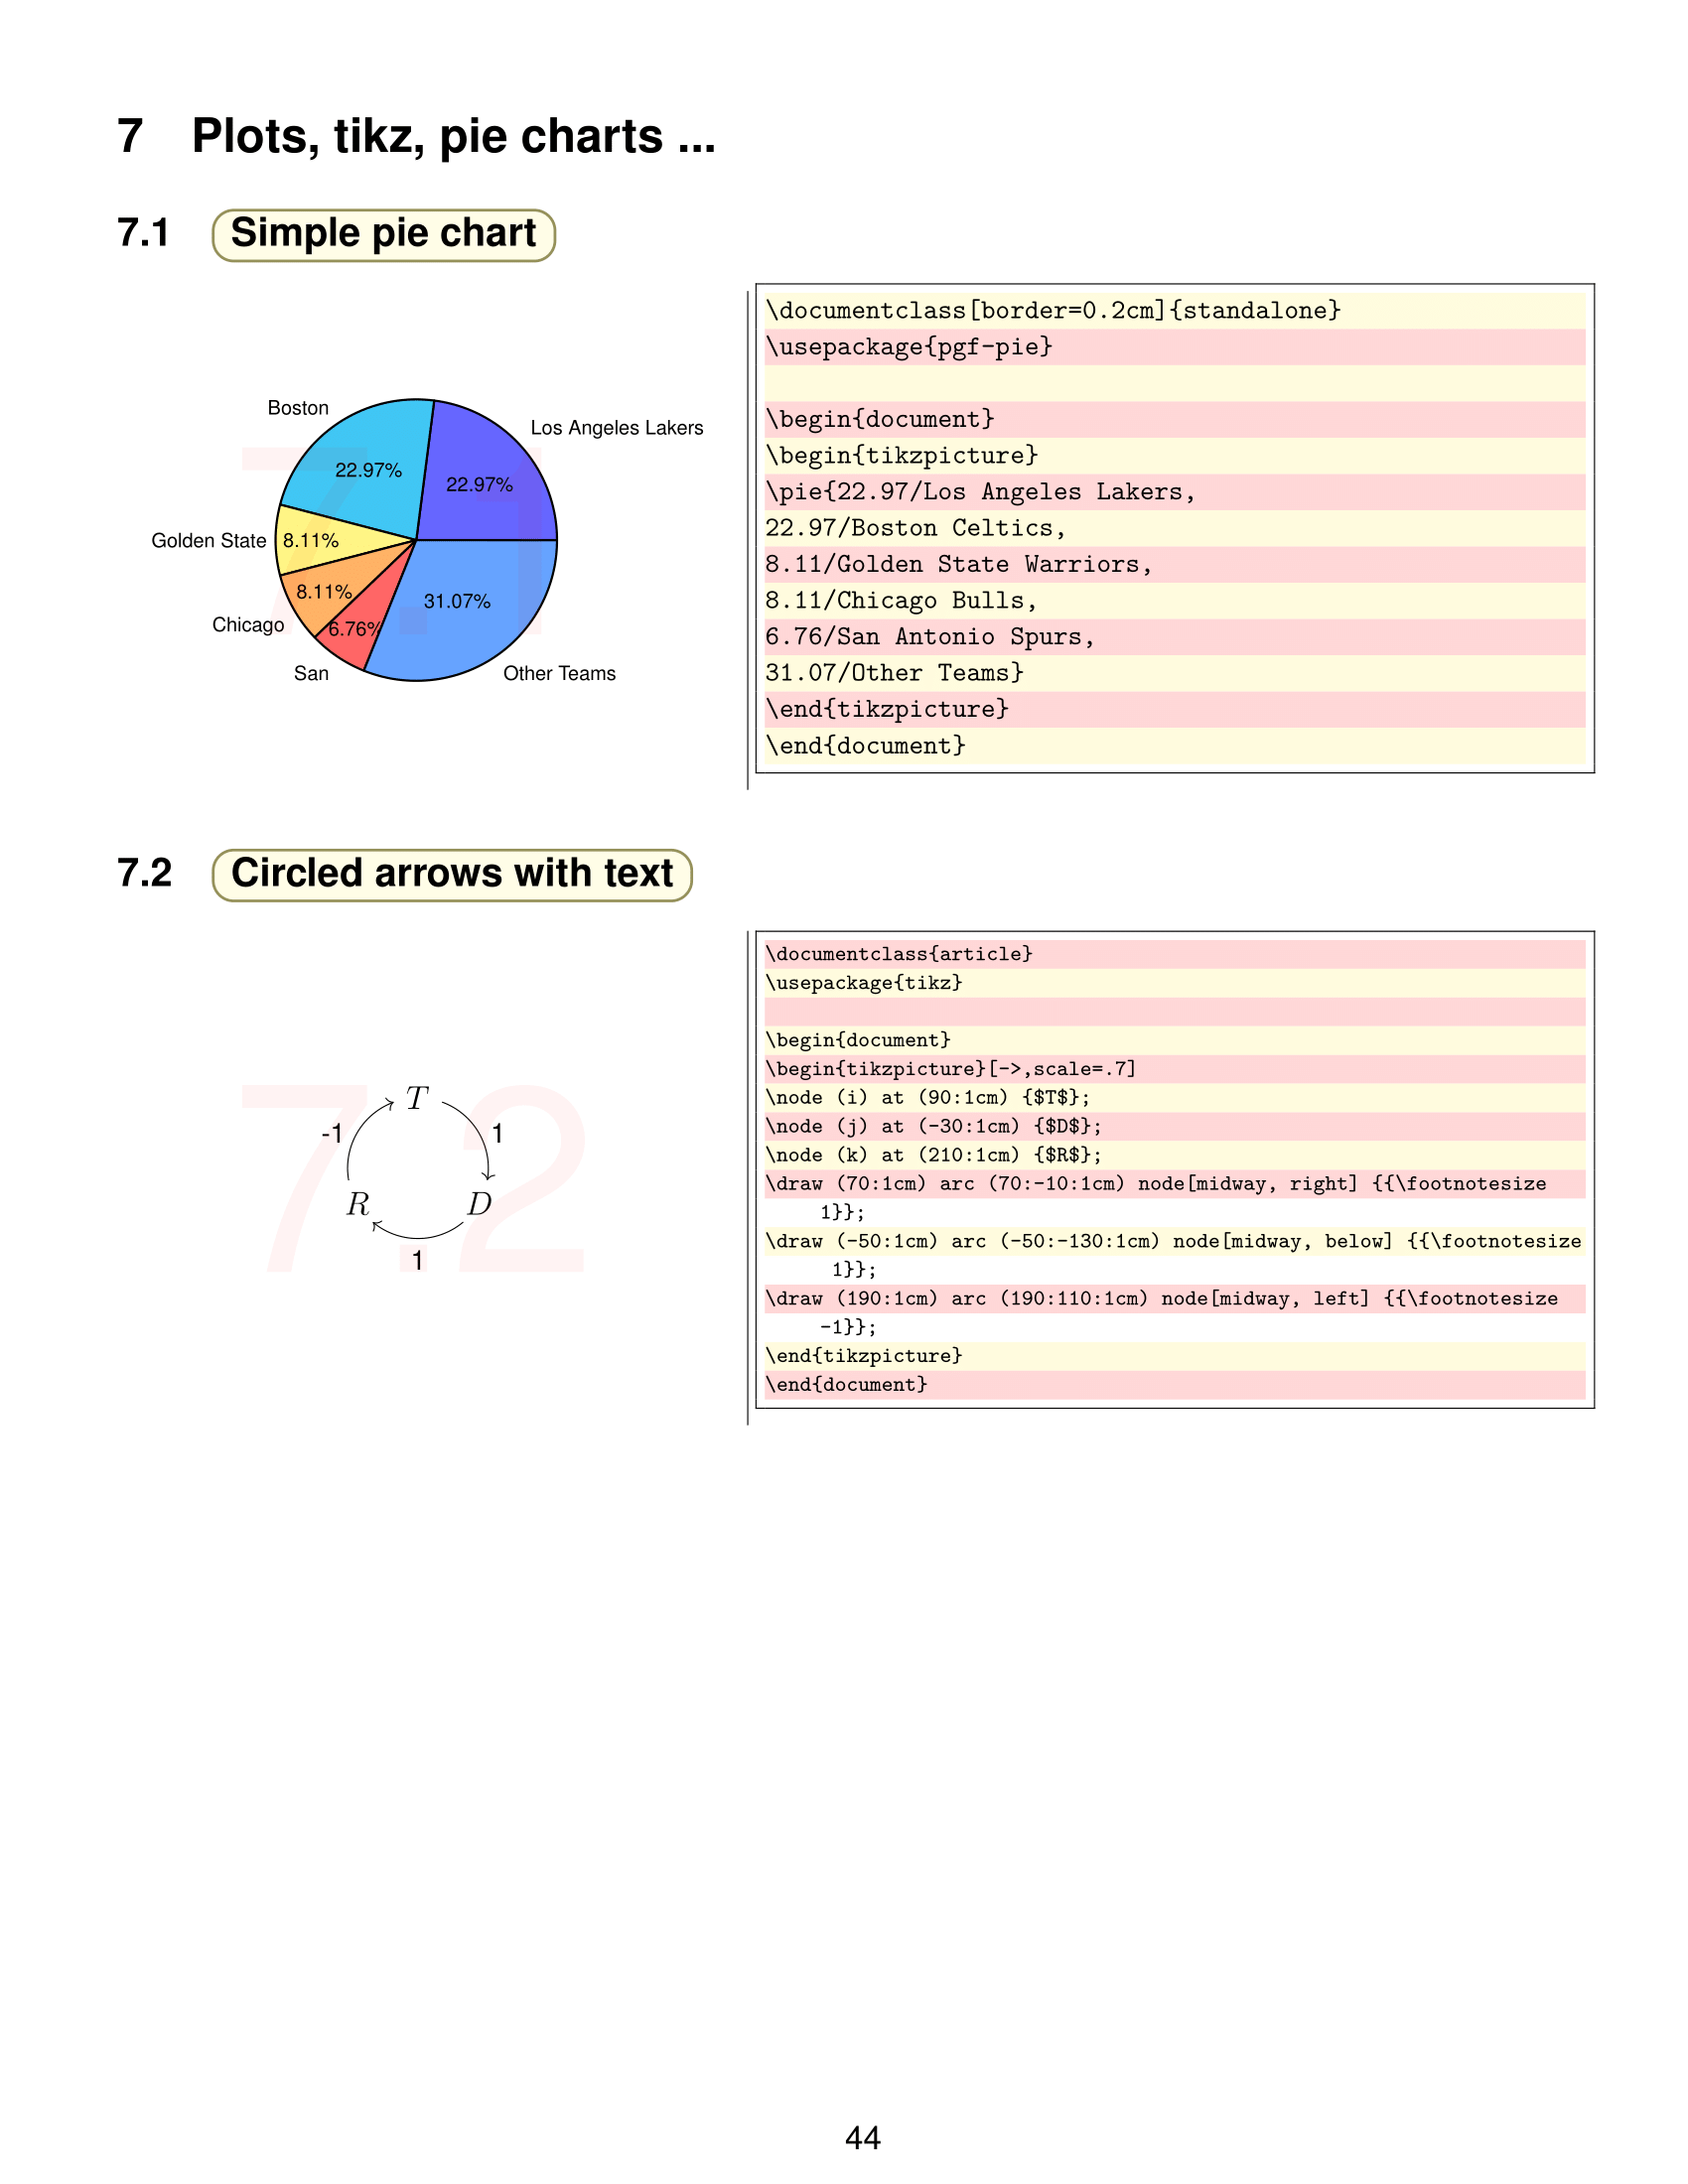 7 Plots, tikz, pie charts ...
7.1 Simple pie chart
7.1
Boston
Los Angeles Lakers
22.97%
22.97%
Golden State
8.11%
8.11%
31.07%
Chicago
6.76%
San
Other Teams
\documentclass[border=0.2cm]{standalone}
\usepackage{pgf-pie}
\begin{document}
\begin{tikzpicture}
\pie{22.97/Los Angeles Lakers,
22.97/Boston Celtics,
8.11/Golden State Warriors,
8.11/Chicago Bulls,
6.76/San Antonio Spurs,
31.07/Other Teams}
\end{tikzpicture}
\end{document}
7.2 Circled arrows with text
7.2
T
-1
1
R
D
1
\documentclass{article}
\usepackage{tikz}
\begin{document}
\begin{tikzpicture}[->,scale=.7]
\node (i) at (90:1cm) {$T$};
\node (j) at (-30:1cm) {$D$};
\node (k) at (210:1cm) {$R$};
\draw (70:1cm) arc (70:-10:1cm) node[midway, right] {{\footnotesize
1}};
\draw (-50:1cm) arc (-50:-130:1cm) node[midway, below] {{\footnotesize
1}};
\draw (190:1cm) arc (190:110:1cm) node[midway, left] {{\footnotesize
-1}};
\end{tikzpicture}
\end{document}
44